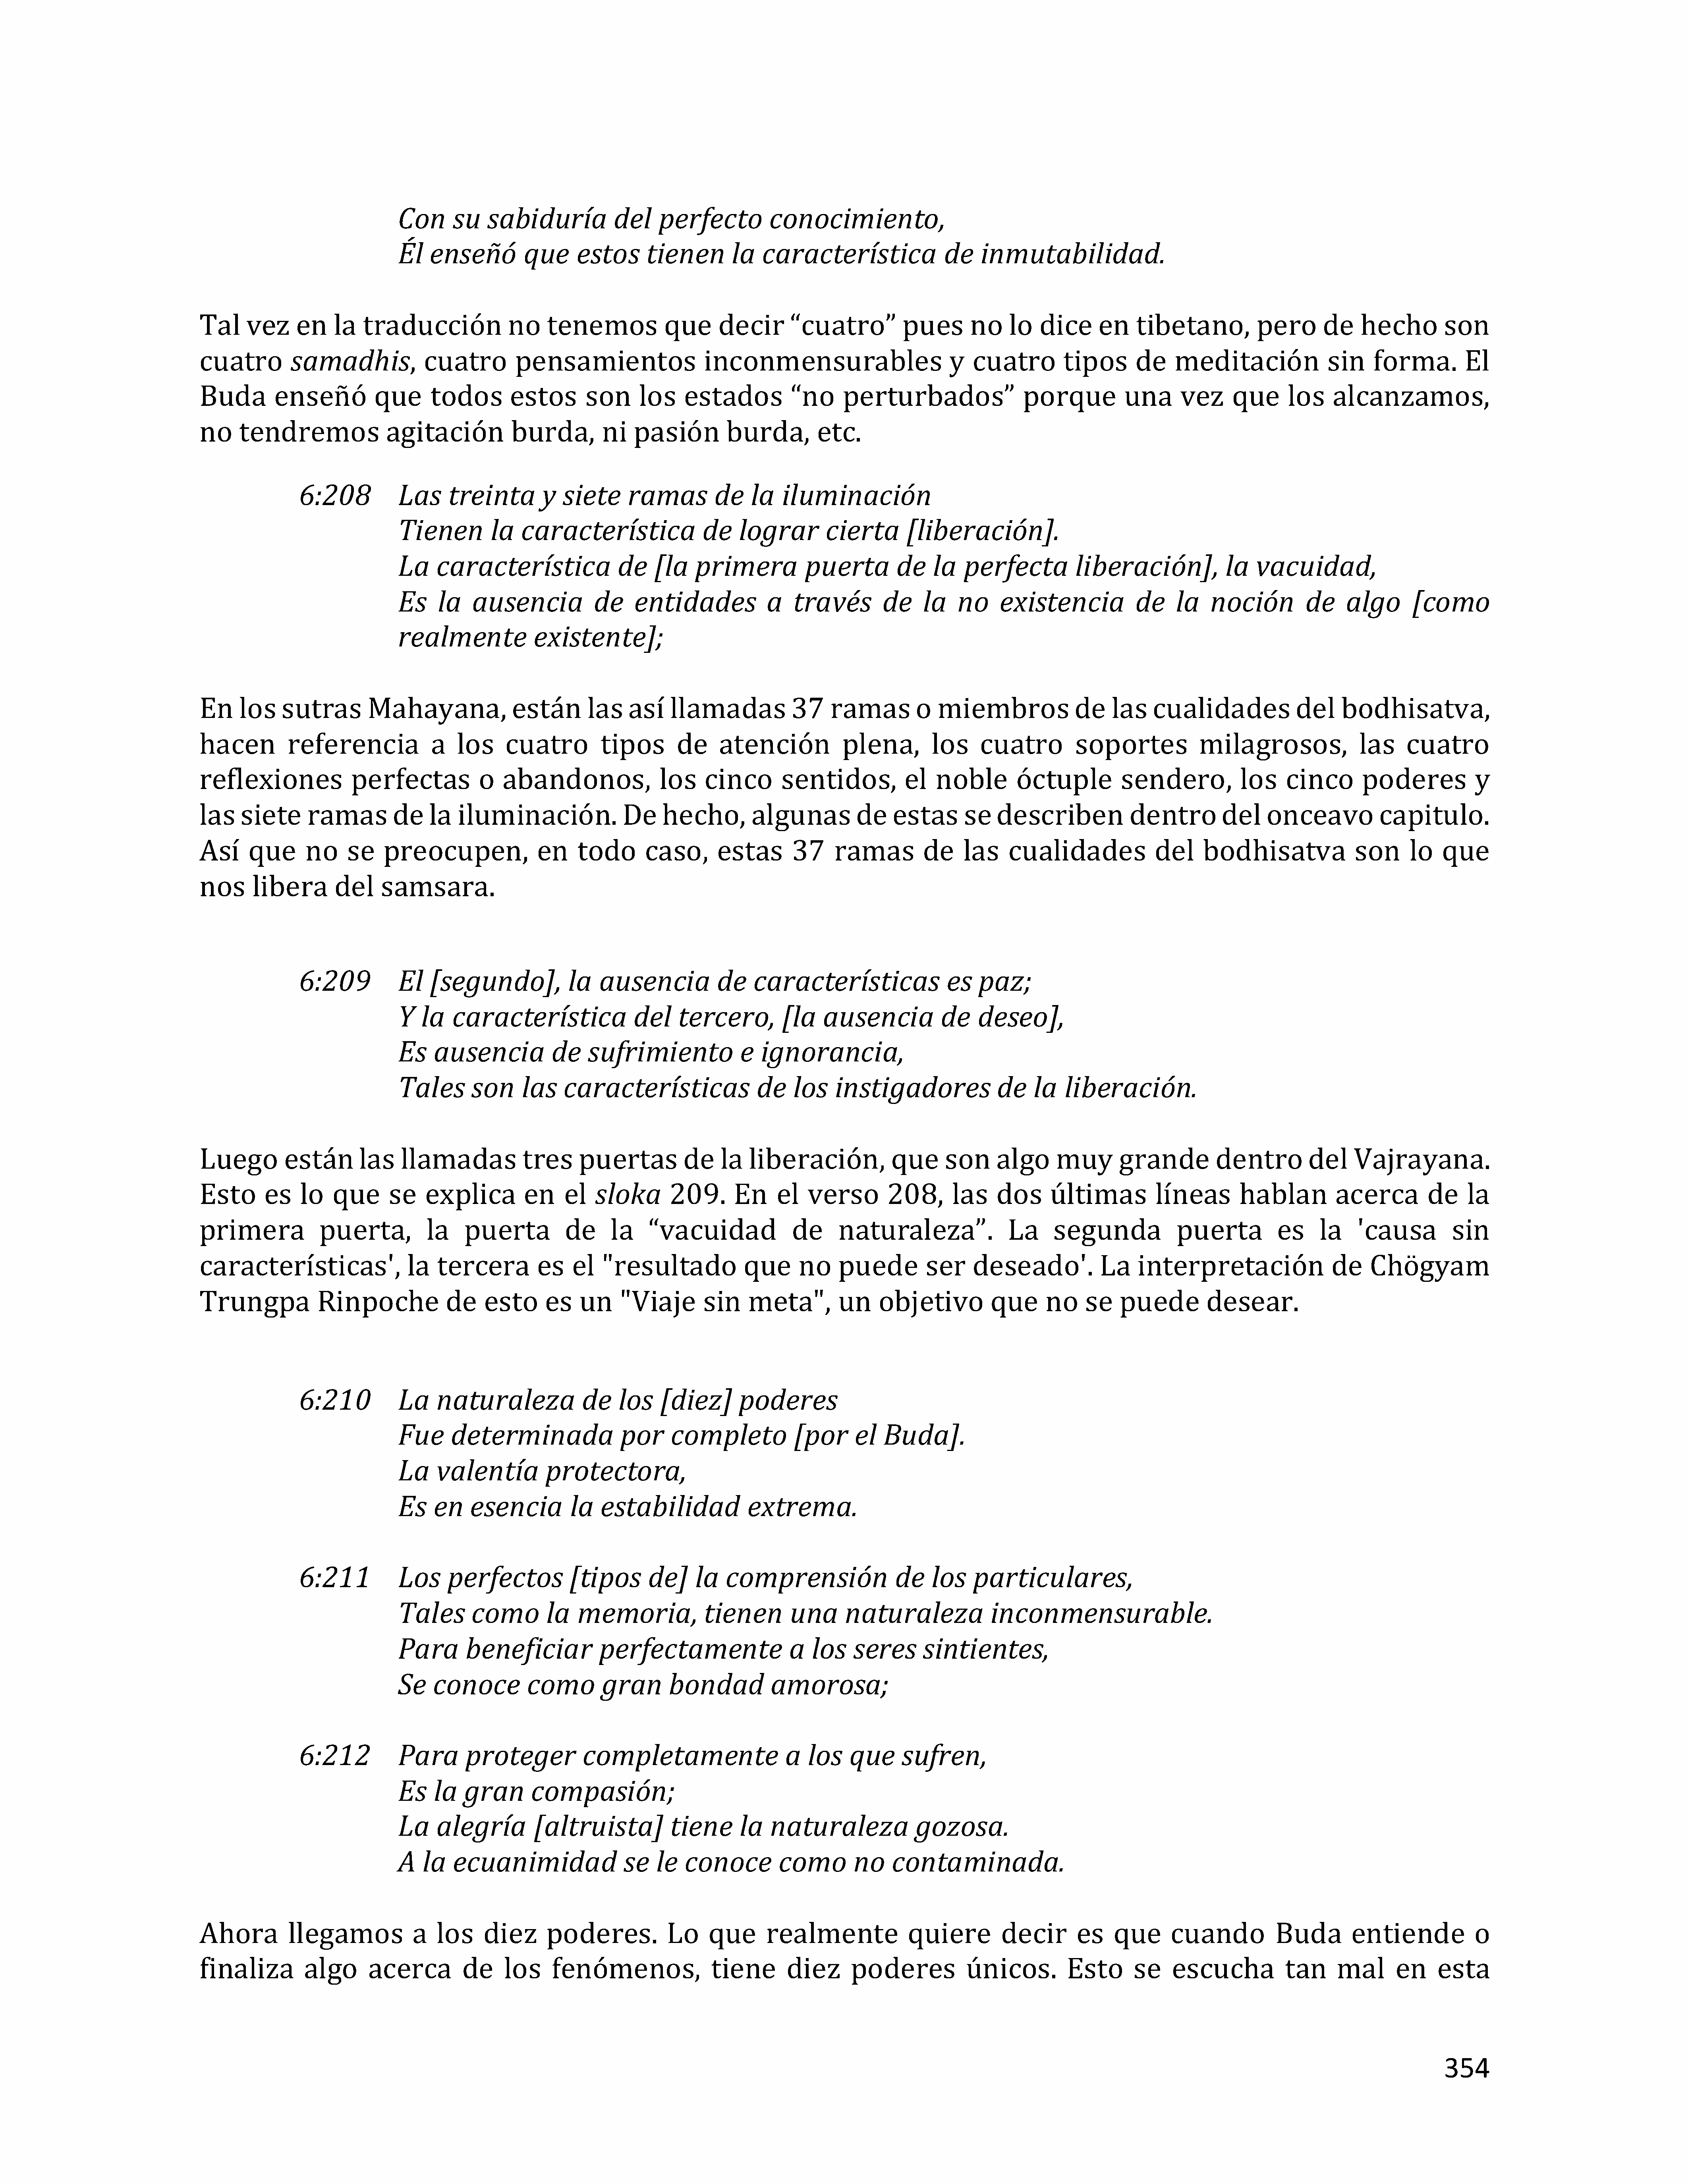 Con su sabiduría del perfecto conocimiento,
Él enseñó que estos tienen la característica de inmutabilidad.
Tal vez en la traducción no tenemos que decir “cuatro” pues no lo dice en tibetano, pero de hecho son
cuatro samadhis, cuatro pensamientos inconmensurables y cuatro tipos de meditación sin forma. El
Buda enseñó que todos estos son los estados “no perturbados” porque una vez que los alcanzamos,
no tendremos agitación burda, ni pasión burda, etc.
6:208 Las treinta y siete ramas de la iluminación
Tienen la característica de lograr cierta [liberación].
La característica de [la primera puerta de la perfecta liberación], la vacuidad,
Es la ausencia de entidades a través de la no existencia de la noción de algo [como
realmente existente];
En los sutras Mahayana, están las así llamadas 37 ramas o miembros de las cualidades del bodhisatva,
hacen referencia a los cuatro tipos de atención plena, los cuatro soportes milagrosos, las cuatro
reflexiones perfectas o abandonos, los cinco sentidos, el noble óctuple sendero, los cinco poderes y
las siete ramas de la iluminación. De hecho, algunas de estas se describen dentro del onceavo capitulo.
Así que no se preocupen, en todo caso, estas 37 ramas de las cualidades del bodhisatva son lo que
nos libera del samsara.
6:209 El [segundo], la ausencia de características es paz;
Y la característica del tercero, [la ausencia de deseo],
Es ausencia de sufrimiento e ignorancia,
Tales son las características de los instigadores de la liberación.
Luego están las llamadas tres puertas de la liberación, que son algo muy grande dentro del Vajrayana.
Esto es lo que se explica en el sloka 209. En el verso 208, las dos últimas líneas hablan acerca de la
primera puerta, la puerta de la “vacuidad de naturaleza”. La segunda puerta es la 'causa sin
características', la tercera es el "resultado que no puede ser deseado'. La interpretación de Chögyam
Trungpa Rinpoche de esto es un "Viaje sin meta", un objetivo que no se puede desear.
6:210 La naturaleza de los [diez] poderes
Fue determinada por completo [por el Buda].
La valentía protectora,
Es en esencia la estabilidad extrema.
6:211 Los perfectos [tipos de] la comprensión de los particulares,
Tales como la memoria, tienen una naturaleza inconmensurable.
Para beneficiar perfectamente a los seres sintientes,
Se conoce como gran bondad amorosa;
6:212 Para proteger completamente a los que sufren,
Es la gran compasión;
La alegría [altruista] tiene la naturaleza gozosa.
A la ecuanimidad se le conoce como no contaminada.
Ahora llegamos a los diez poderes. Lo que realmente quiere decir es que cuando Buda entiende o
finaliza algo acerca de los fenómenos, tiene diez poderes únicos. Esto se escucha tan mal en esta
354